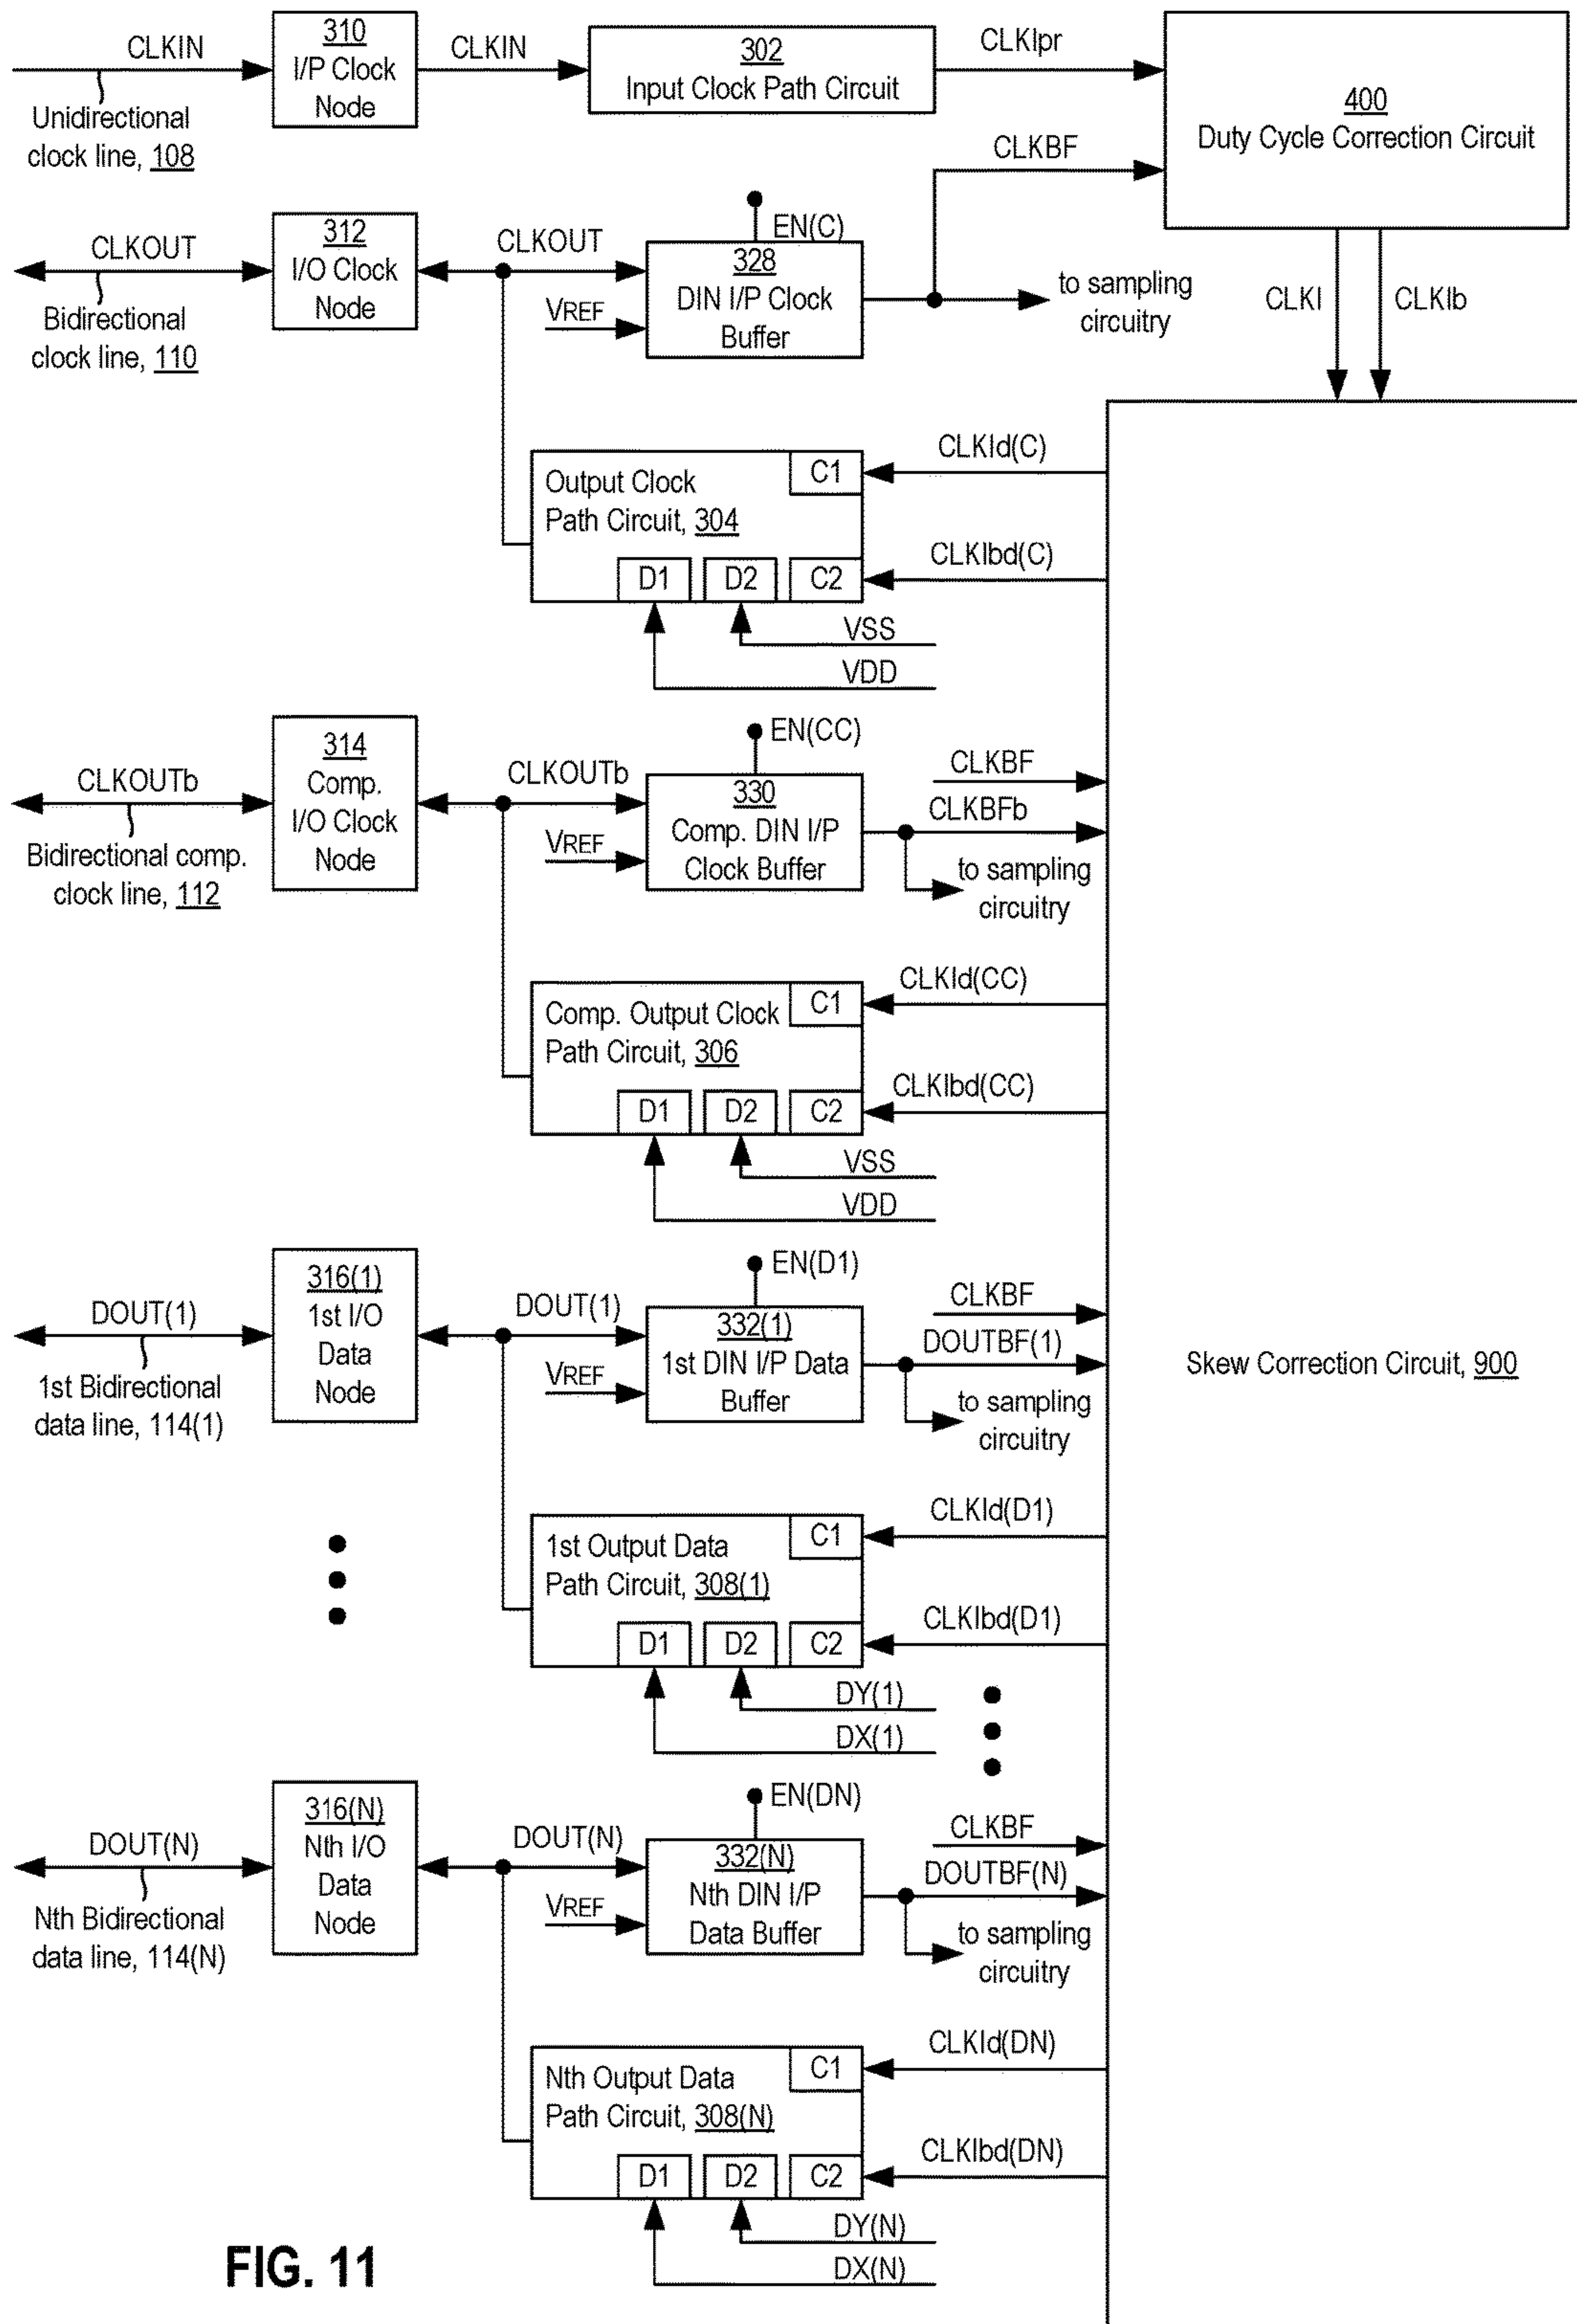 CLKIN
310
I/P Clock
Node
CLKIN
302
Input Clock Path Circuit
CLKIpr
400
Duty Cycle Correction Circuit
Unidirectional
clock line, 108
CLKBF
CLKOUT
312
I/O Clock
Node
CLKOUT
EN(C)
328
DIN I/P Clock
Buffer
VREF
to sampling
circuitry
CLKI
CLKIb
Bidirectional
clock line, 110
Output Clock
Path Circuit, 304
C1
CLKId(C)
D1
D2
C2
CLKIbd(C)
VSS
VDD
CLKOUTb
314
Comp.
I/O Clock
Node
CLKOUTb
EN(CC)
330
Comp. DIN I/P
Clock Buffer
VREF
CLKBF
CLKBFb
to sampling
circuitry
Bidirectional comp.
clock line, 112
Comp. Output Clock
Path Circuit, 306
C1
CLKId(CC)
D1
D2
C2
CLKIbd(CC)
VSS
VDD
DOUT(1)
316(1)
1st I/O
Data
Node
DOUT(1)
EN(D1)
332(1)
1st DIN I/P Data
Buffer
VREF
CLKBF
DOUTBF(1)
to sampling
circuitry
Skew Correction Circuit, 900
1st Bidirectional
data line, 114(1)
1st Output Data
Path Circuit, 308(1)
C1
CLKId(D1)
D1
D2
C2
CLKIbd(D1)
DY(1)
DX(1)
DOUT(N)
316(N)
Nth I/O
Data
Node
DOUT(N)
EN(DN)
332(N)
Nth DIN I/P
Data Buffer
VREF
CLKBF
DOUTBF(N)
to sampling
circuitry
Nth Bidirectional
data line, 114(N)
Nth Output Data
Path Circuit, 308(N)
C1
CLKId(DN)
D1
D2
C2
CLKIbd(DN)
DY(N)
DX(N)
FIG. 11